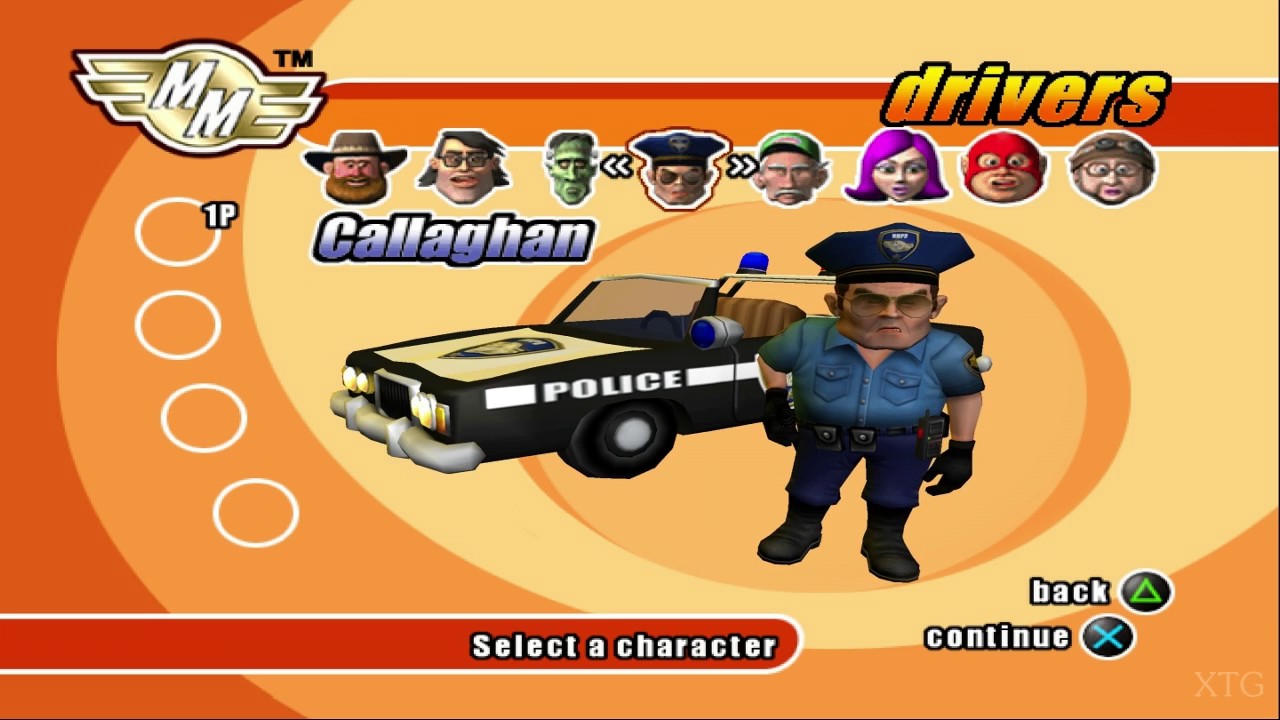 MM TM
drivers
1P
Callaghan
POLICE
back
continue
Select a character
XTG